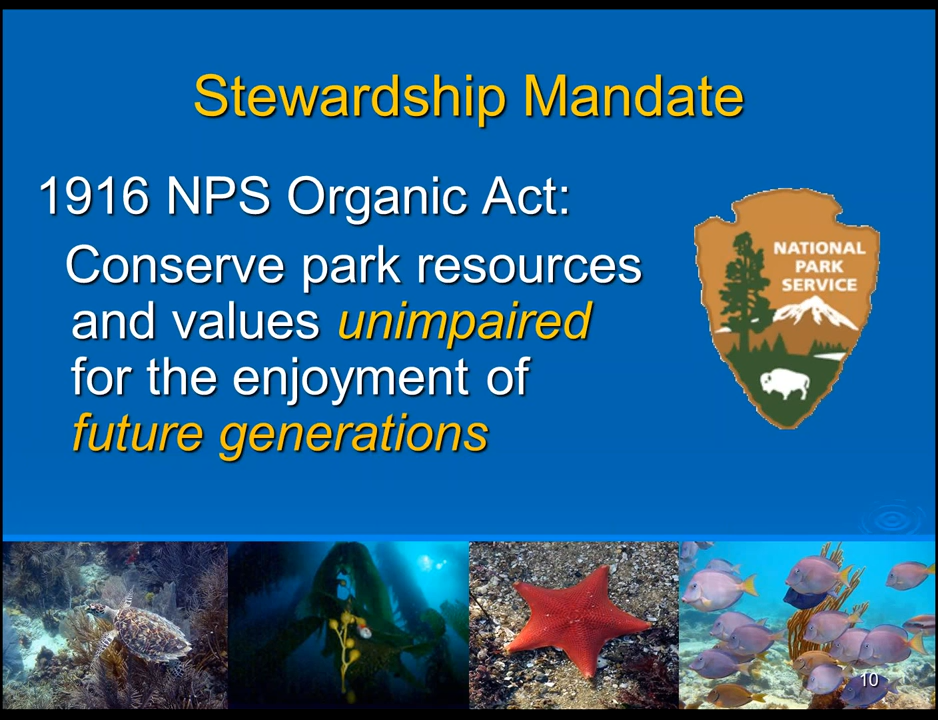 Stewardship Mandate
1916 NPS Organic Act:
Conserve park resources
and values unimpaired
for the enjoyment of
future generations
NATIONAL
PARK
SERVICE
10